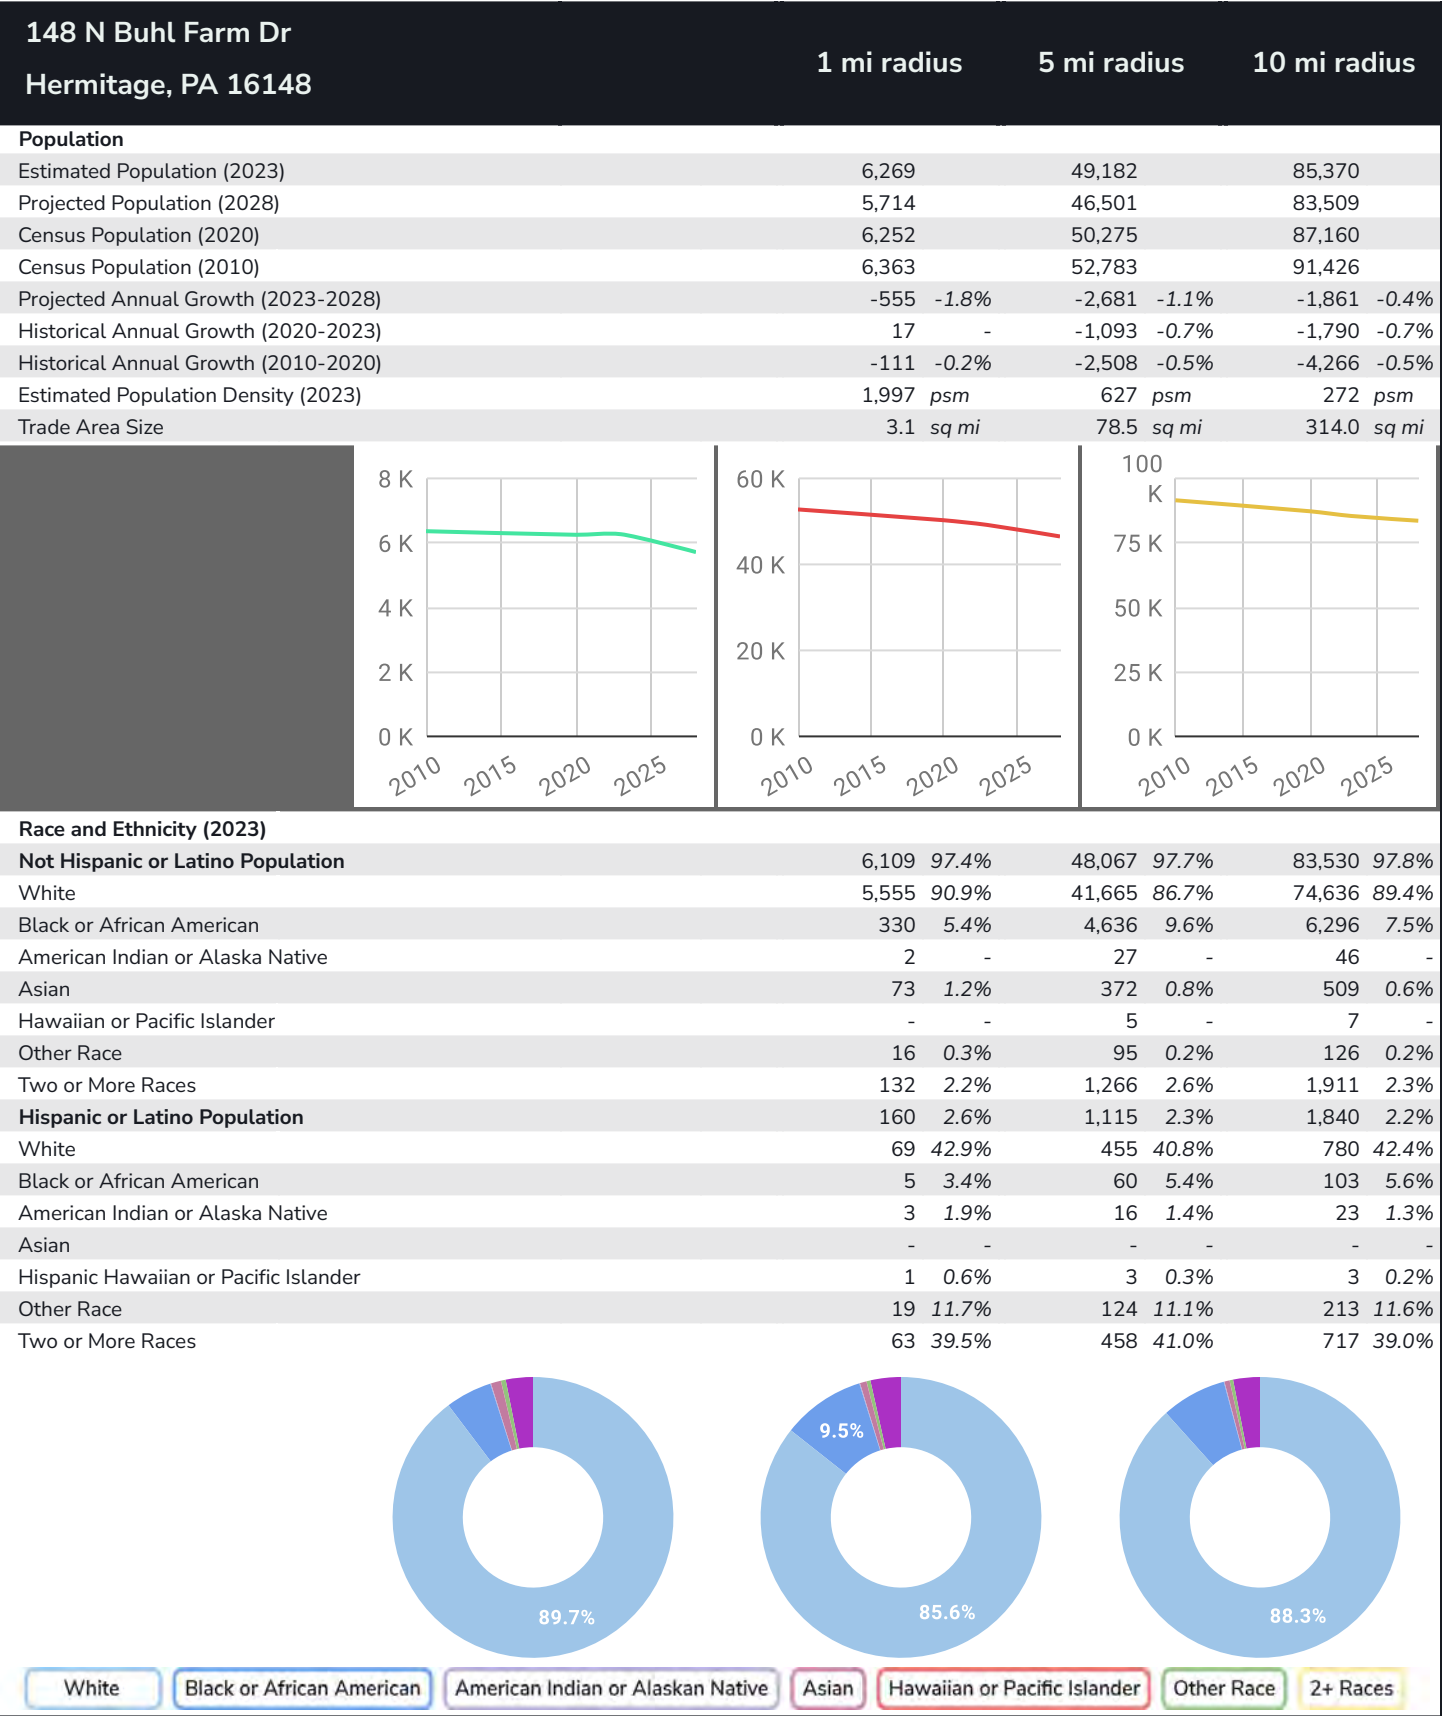 148 N Buhl Farm Dr
Hermitage, PA 16148
1 mi radius 5 mi radius 10 mi radius
Population
Estimated Population (2023) 6,269 49,182 85,370
Projected Population (2028) 5,714 46,501 83,509
Census Population (2020) 6,252 50,275 87,160
Census Population (2010) 6,363 52,783 91,426
Projected Annual Growth (2023-2028) -555 -1.8% -2,681 -1.1% -1,861 -0.4%
Historical Annual Growth (2020-2023) 17 - -1,093 -0.7% -1,790 -0.7%
Historical Annual Growth (2010-2020) -111 -0.2% -2,508 -0.5% -4,266 -0.5%
Estimated Population Density (2023) 1,997 psm 627 psm 272 psm
Trade Area Size 3.1 sq mi 78.5 sq mi 314.0 sq mi
8 K
6 K
4 K
2 K
0 K
2010 2015 2020 2025
60 K
40 K
20 K
0 K
2010 2015 2020 2025
100
K
75 K
50 K
25 K
0 K
2010 2015 2020 2025
Race and Ethnicity (2023)
Not Hispanic or Latino Population 6,109 97.4% 48,067 97.7% 83,530 97.8%
White 5,555 90.9% 41,665 86.7% 74,636 89.4%
Black or African American 330 5.4% 4,636 9.6% 6,296 7.5%
American Indian or Alaska Native 2 - 27 - 46 -
Asian 73 1.2% 372 0.8% 509 0.6%
Hawaiian or Pacific Islander - - 5 - 7 -
Other Race 16 0.3% 95 0.2% 126 0.2%
Two or More Races 132 2.2% 1,266 2.6% 1,911 2.3%
Hispanic or Latino Population 160 2.6% 1,115 2.3% 1,840 2.2%
White 69 42.9% 455 40.8% 780 42.4%
Black or African American 5 3.4% 60 5.4% 103 5.6%
American Indian or Alaska Native 3 1.9% 16 1.4% 23 1.3%
Asian - - - - - -
Hispanic Hawaiian or Pacific Islander 1 0.6% 3 0.3% 3 0.2%
Other Race 19 11.7% 124 11.1% 213 11.6%
Two or More Races 63 39.5% 458 41.0% 717 39.0%
89.7%
9.5%
85.6%
88.3%
White Black or African American American Indian or Alaskan Native Asian Hawaiian or Pacific Islander Other Race 2+ Races